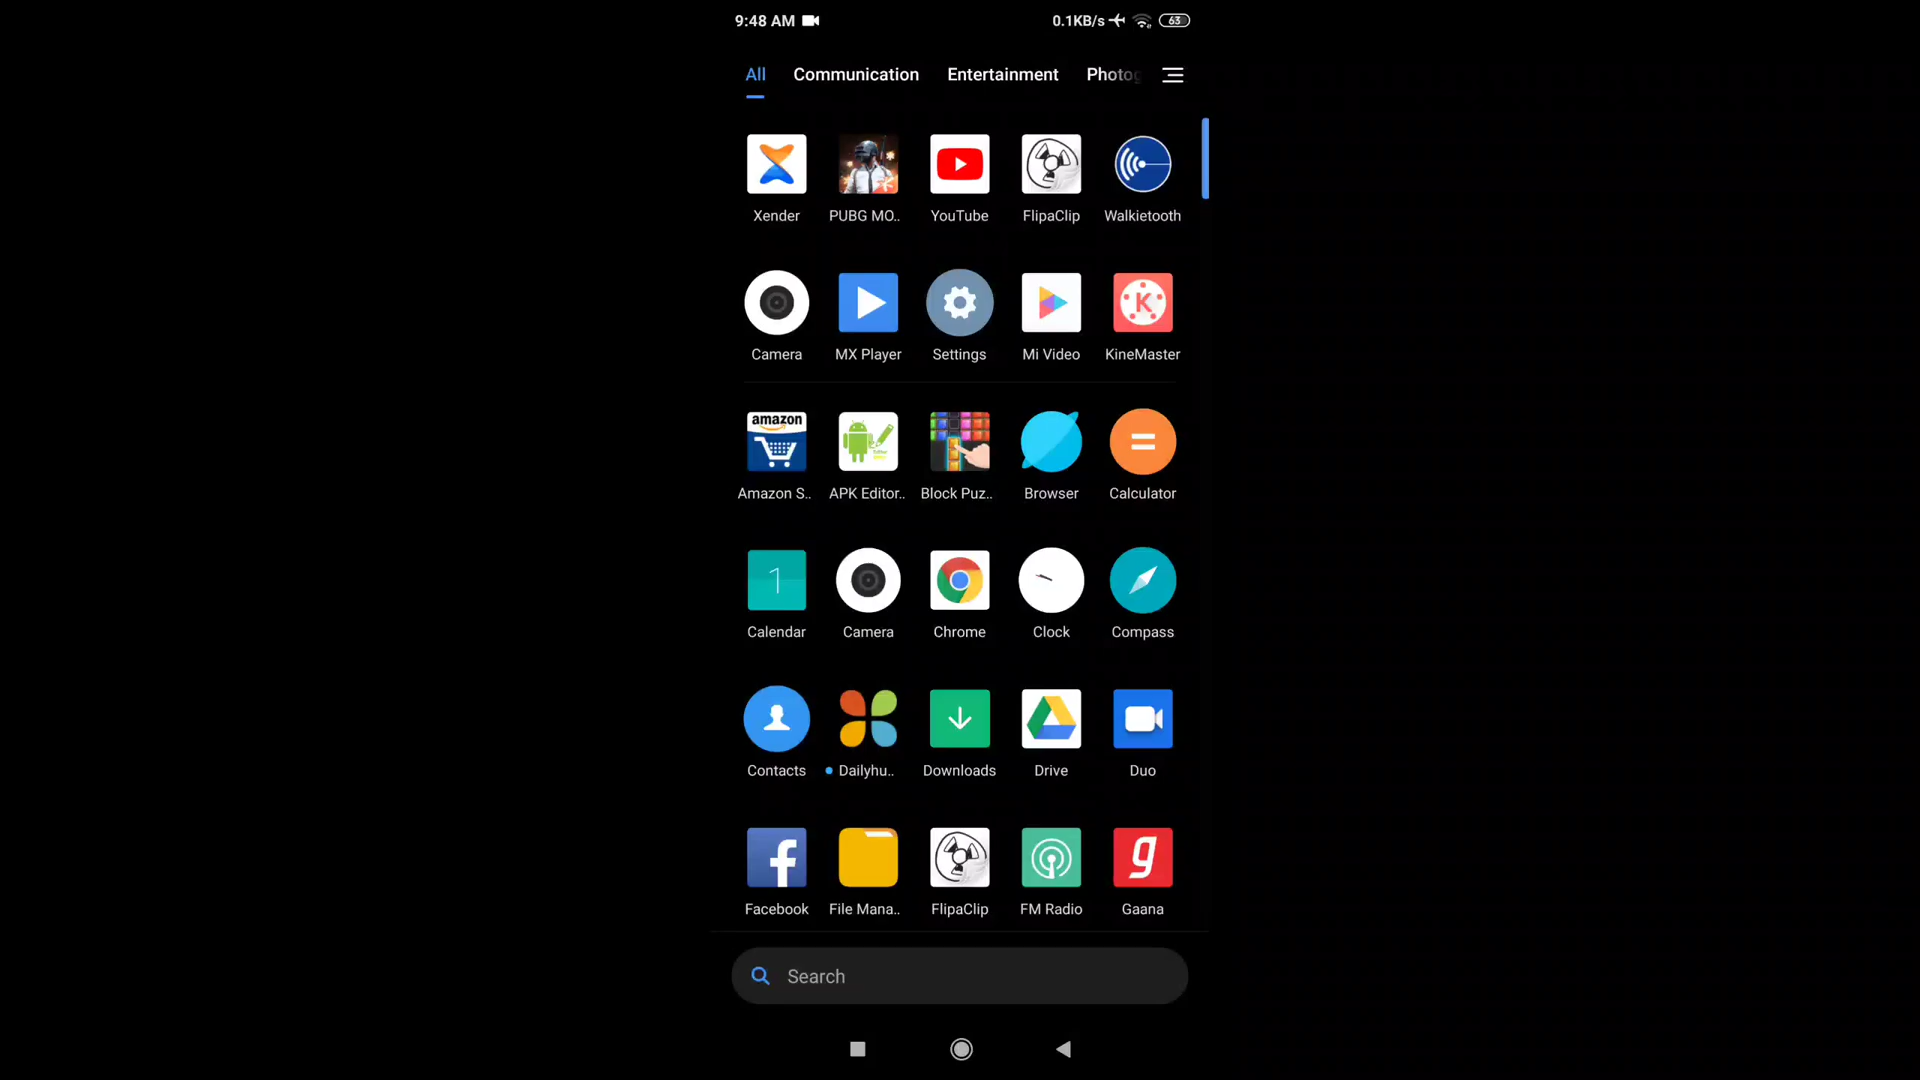 9:48 AM 0.1KB/s 63
All Communication Entertainment Photog
Xender PUBG MO.. YouTube FlipaClip Walkietooth
K
Camera MX Player Settings Mi Video KineMaster
amazon
Amazon S.. APK Editor.. Block Puz.. Browser Calculator
1
Calendar Camera Chrome Clock Compass
Contacts Dailyhu.. Downloads Drive Duo
f g
Facebook File Mana.. FlipaClip FM Radio Gaana
Search